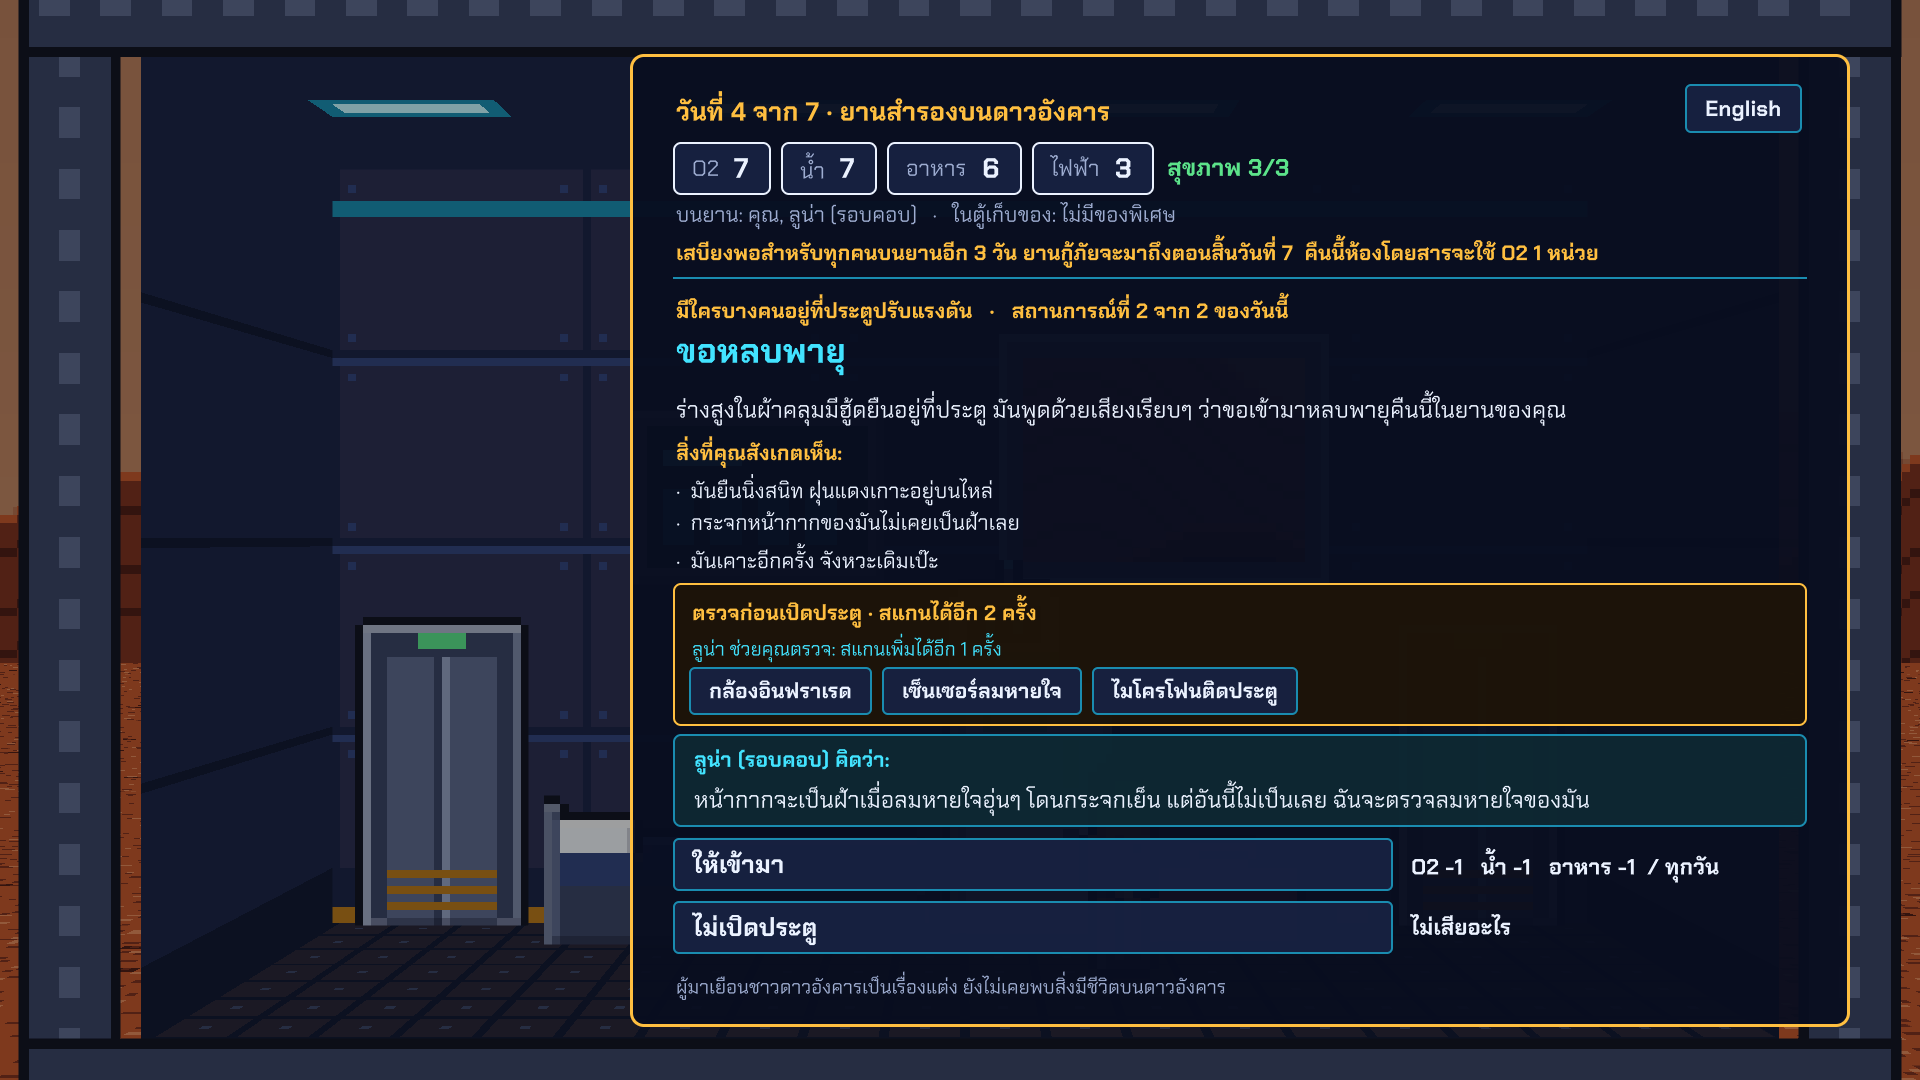 วันที่ 4 จาก 7 · ยานสำรองบนดาวอังคาร
English
O2 7 น้ำ 7 อาหาร 6 ไฟฟ้า 3 สุขภาพ 3/3
บนยาน: คุณ, ลูน่า (รอบคอบ) · ในตู้เก็บของ: ไม่มีของพิเศษ
เสบียงพอสำหรับทุกคนบนยานอีก 3 วัน ยานกู้ภัยจะมาถึงตอนสิ้นวันที่ 7 คืนนี้ห้องโดยสารจะใช้ O2 1 หน่วย
มีใครบางคนอยู่ที่ประตูปรับแรงดัน · สถานการณ์ที่ 2 จาก 2 ของวันนี้
ขอหลบพายุ
ร่างสูงในผ้าคลุมมีฮู้ดยืนอยู่ที่ประตู มันพูดด้วยเสียงเรียบๆ ว่าขอเข้ามาหลบพายุคืนนี้ในยานของคุณ
สิ่งที่คุณสังเกตเห็น:
· มันยืนนิ่งสนิท ฝุ่นแดงเกาะอยู่บนไหล่
· กระจกหน้ากากของมันไม่เคยเป็นฝ้าเลย
· มันเคาะอีกครั้ง จังหวะเดิมเป๊ะ
ตรวจก่อนเปิดประตู · สแกนได้อีก 2 ครั้ง
ลูน่า ช่วยคุณตรวจ: สแกนเพิ่มได้อีก 1 ครั้ง
กล้องอินฟราเรด เซ็นเซอร์ลมหายใจ ไมโครโฟนติดประตู
ลูน่า (รอบคอบ) คิดว่า:
หน้ากากจะเป็นฝ้าเมื่อลมหายใจอุ่นๆ โดนกระจกเย็น แต่อันนี้ไม่เป็นเลย ฉันจะตรวจลมหายใจของมัน
ให้เข้ามา O2 -1 น้ำ -1 อาหาร -1 / ทุกวัน
ไม่เปิดประตู ไม่เสียอะไร
ผู้มาเยือนชาวดาวอังคารเป็นเรื่องแต่ง ยังไม่เคยพบสิ่งมีชีวิตบนดาวอังคาร